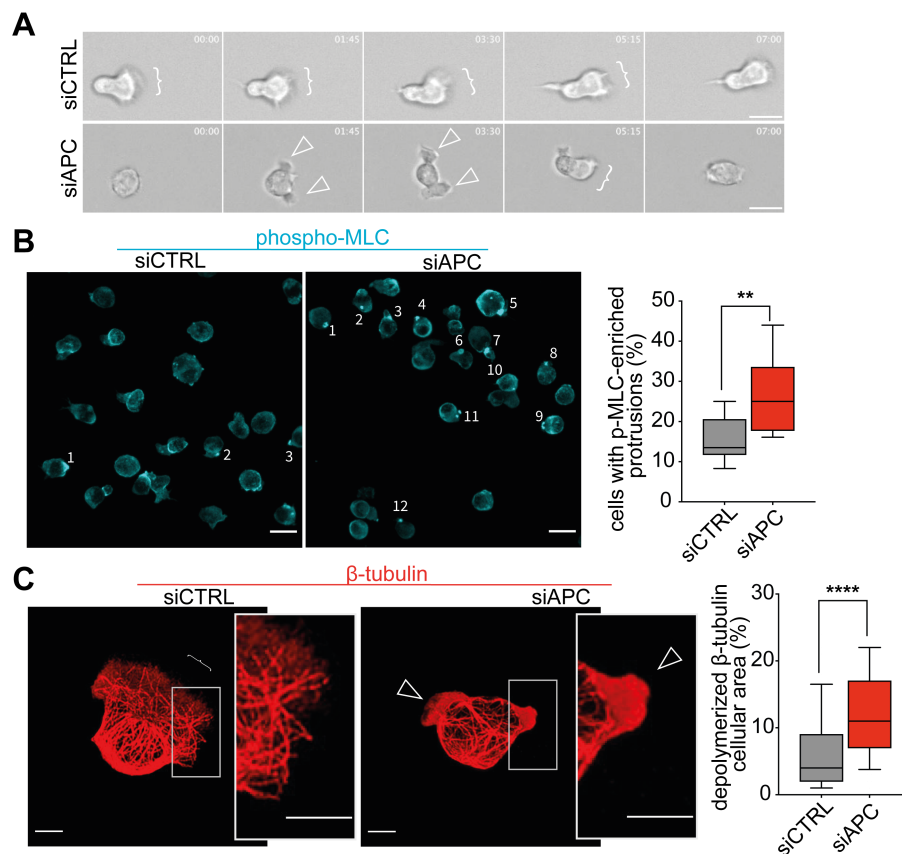 A
siCTRL
00:00
01:45
03:30
05:15
07:00
siAPC
00:00
01:45
03:30
05:15
07:00
B
phospho-MLC
siCTRL
siAPC
1
2
3
1
2
3
4
5
6
7
8
9
10
11
12
cells with p-MLC-enriched
protrusions (%)
50
40
30
20
10
0
**
siCTRL
siAPC
C
β-tubulin
siCTRL
siAPC
depolymerized β-tubulin
cellular area (%)
30
20
10
0
****
siCTRL
siAPC